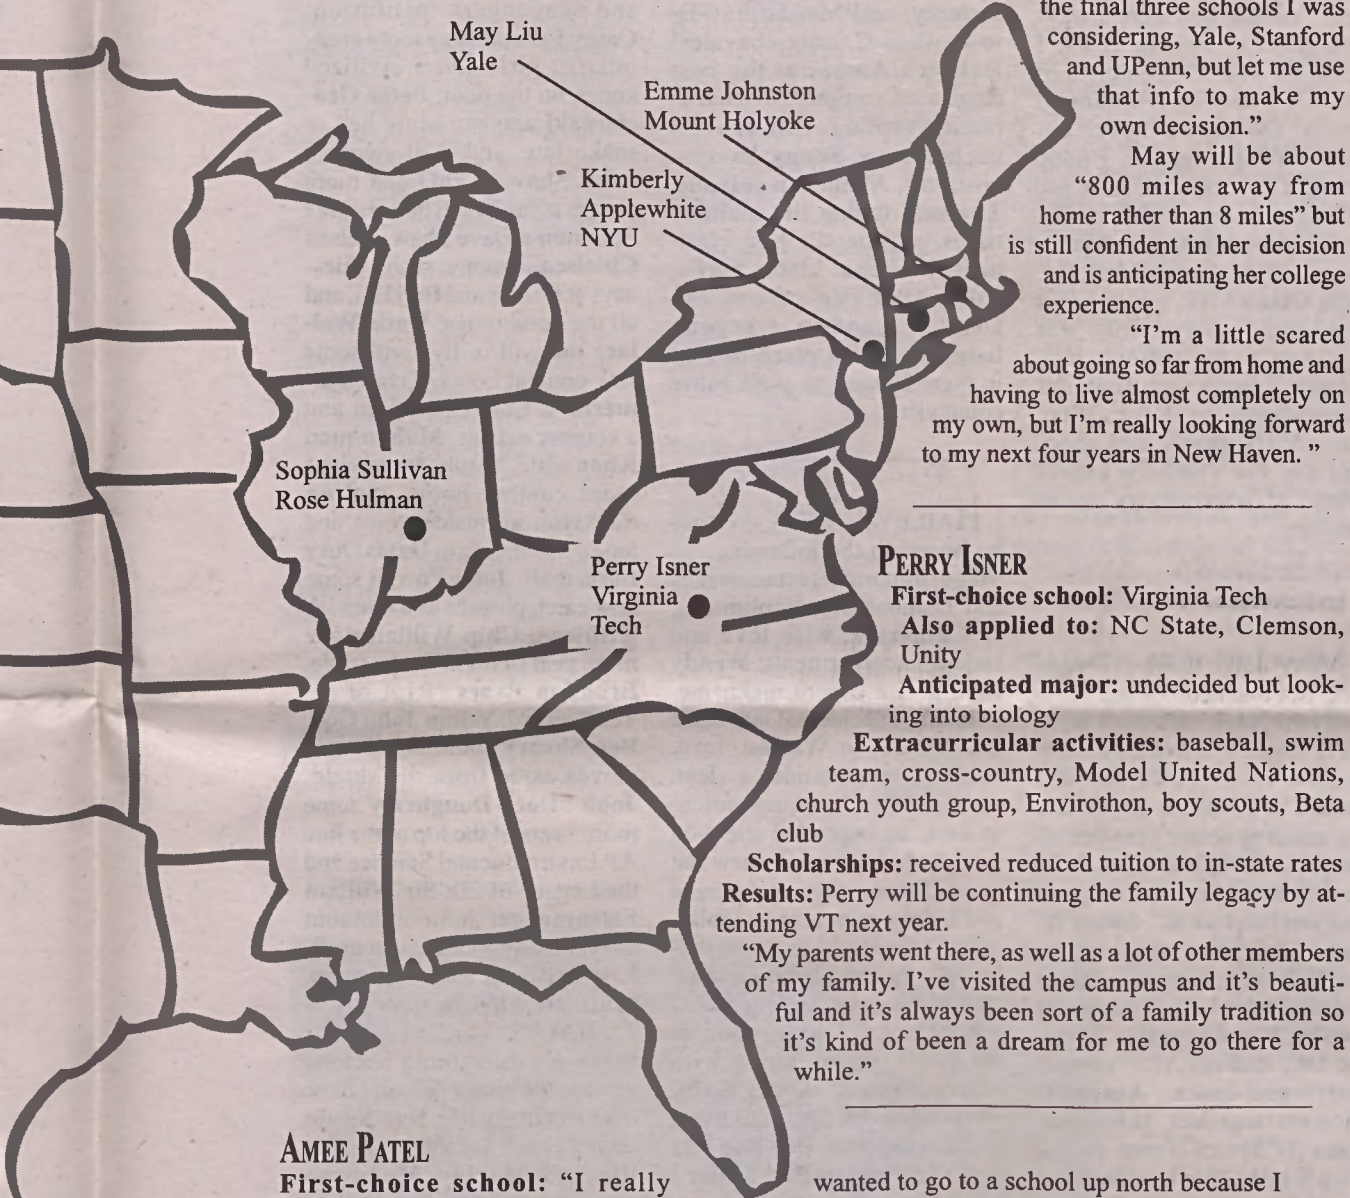 May Liu
Yale
Emme Johnston
Mount Holyoke
Kimberly
Applewhite
NYU
Sophia Sullivan
Rose Hulman
Perry Isner
Virginia
Tech
the final three schools I was
considering, Yale, Stanford
and UPenn, but let me use
that info to make my
own decision.”
May will be about
“800 miles away from
home rather than 8 miles” but
is still confident in her decision
and is anticipating her college
experience.
“I’m a little scared
about going so far from home and
having to live almost completely on
my own, but I’m really looking forward
to my next four years in New Haven. ”
PERRY ISNER
First-choice school: Virginia Tech
Also applied to: NC State, Clemson,
Unity
Anticipated major: undecided but look-
ing into biology
Extracurricular activities: baseball, swim
team, cross-country, Model United Nations,
church youth group, Envirothon, boy scouts, Beta
club
Scholarships: received reduced tuition to in-state rates
Results: Perry will be continuing the family legacy by at-
tending VT next year.
“My parents went there, as well as a lot of other members
of my family. I’ve visited the campus and it’s beauti-
ful and it’s always been sort of a family tradition so
it’s kind of been a dream for me to go there for a
while.”
AMEE PATEL
First-choice school: “I really
wanted to go to a school up north because I